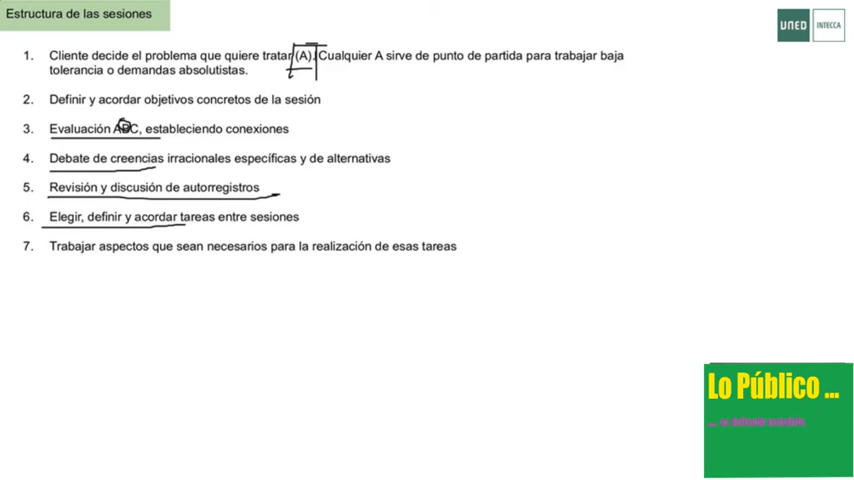 Estructura de las sesiones
UNED
INTECCA
1. Cliente decide el problema que quiere tratar (A). Cualquier A sirve de punto de partida para trabajar baja
tolerancia o demandas absolutistas.
2. Definir y acordar objetivos concretos de la sesión
3. Evaluación ABC, estableciendo conexiones
4. Debate de creencias irracionales específicas y de alternativas
5. Revisión y discusión de autorregistros
6. Elegir, definir y acordar tareas entre sesiones
7. Trabajar aspectos que sean necesarios para la realización de esas tareas
Lo Público ...
.... se defiende